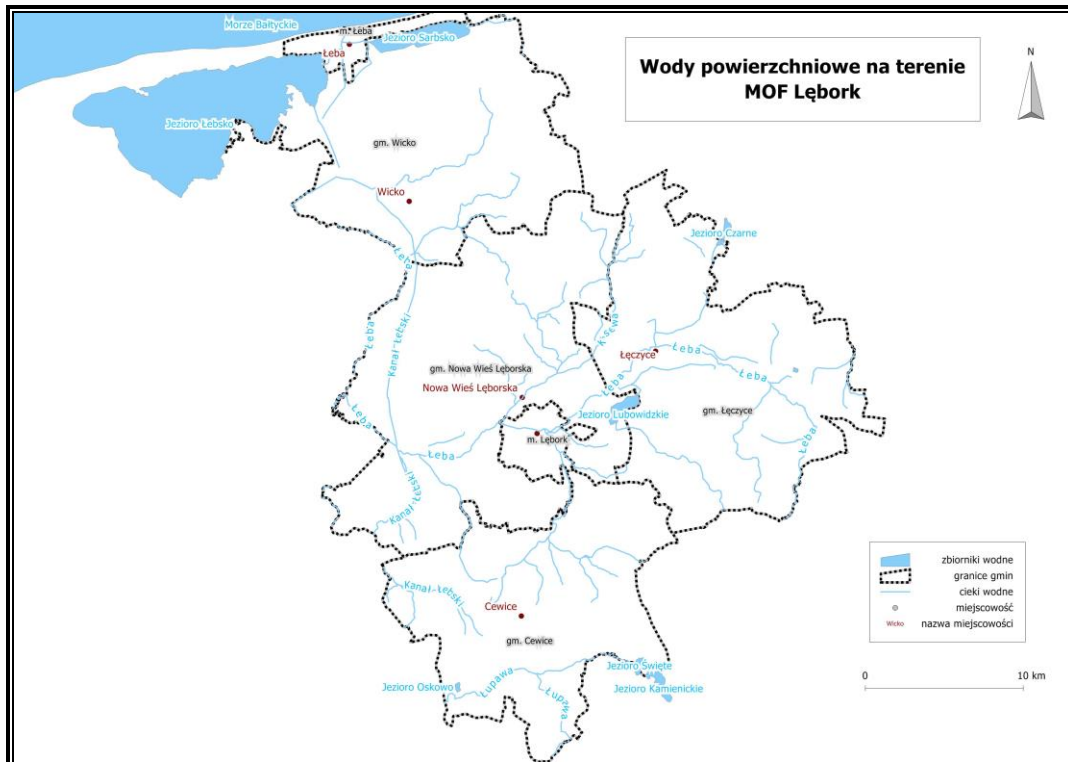 Morze Bałtyckie
m. Łeba
Łeba
Jezioro Sarbsko
Wody powierzchniowe na terenie
MOF Lębork
N
Jezioro Łebsko
gm. Wicko
Wicko
Jezioro Czarne
Łeba
Łeba
Kanał Łebski
Kisewa
Łęczyce
Łeba
Łeba
gm. Nowa Wieś Lęborska
Nowa Wieś Lęborska
Łeba
Jezioro Lubowidzkie
gm. Łęczyce
Łeba
m. Lębork
Łeba
Łeba
Kanał Łebski
zbiorniki wodne
granice gmin
cieki wodne
miejscowość
Wicko
nazwa miejscowości
Kanał Łebski
Cewice
gm. Cewice
Jezioro Święte
Jezioro Oskowo
Łupawa
Łupawa
Jezioro Kamienickie
0
10 km